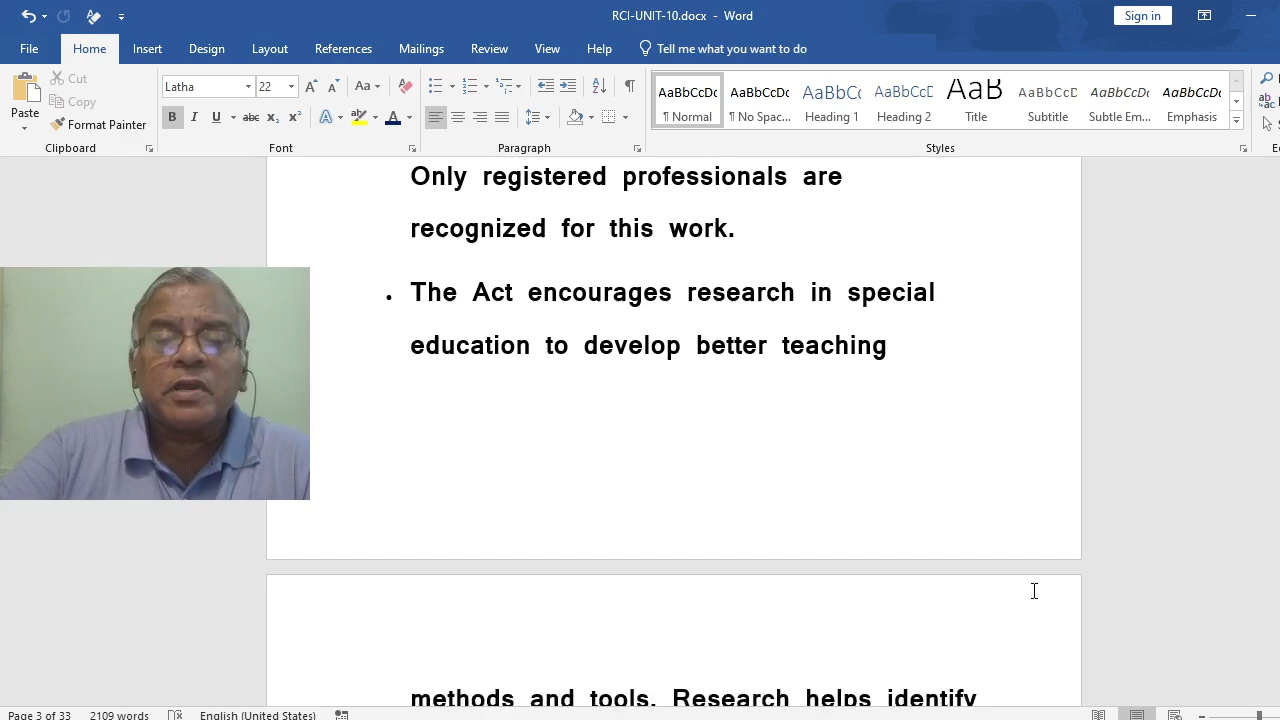 RCI-UNIT-10.docx - Word
Sign in
File Home Insert Design Layout References Mailings Review View Help Tell me what you want to do
Paste
Cut
Copy
Format Painter
Clipboard
Latha 22
Font
Paragraph
AaBbCcDc AaBbCcDc AaBbCc AaBbCcD AaB AaBbCcD AaBbCcDc AaBbCcDc
¶ Normal ¶ No Spac... Heading 1 Heading 2 Title Subtitle Subtle Em... Emphasis
Styles
Only registered professionals are
recognized for this work.
• The Act encourages research in special
education to develop better teaching
methods and tools. Research helps identify
Page 3 of 33 2109 words English (United States)